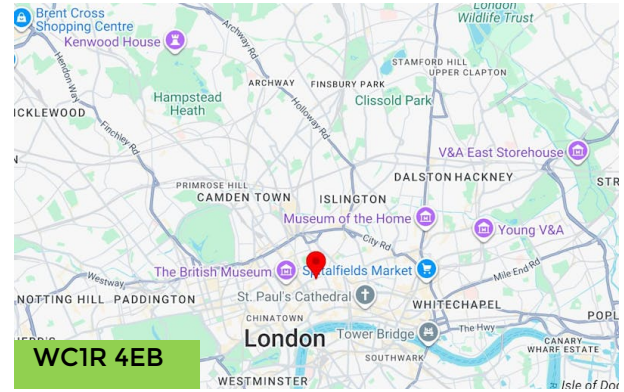 Brent Cross
Shopping Centre
London
Wildlife Trust
Kenwood House
Archway Rd
STAMFORD HILL
UPPER CLAPTON
Hendon Way
ARCHWAY
FINSBURY PARK
Clissold Park
Hampstead
Heath
Holloway Rd
ICKLEWOOD
Finchley Rd
V&A East Storehouse
DALSTON
HACKNEY
STR
PRIMROSE HILL
CAMDEN TOWN
ISLINGTON
Museum of the Home
Young V&A
City Rd
The British Museum
Spitalfields Market
Mile End Rd
Westway
NOTTING HILL
PADDINGTON
St. Paul's Cathedral
WHITECHAPEL
POPL
CHINATOWN
London
Tower Bridge
The Hwy
CANARY
WHARF ESTATE
SOUTHWARK
WC1R 4EB
WESTMINSTER
Isle of Do